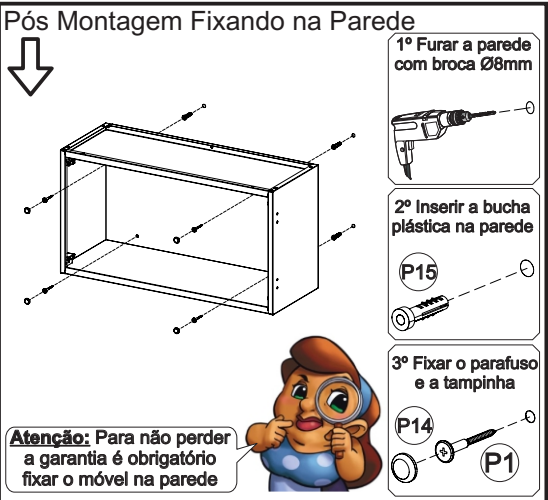 Pós Montagem Fixando na Parede
1º Furar a parede
com broca Ø8mm
2º Inserir a bucha
plástica na parede
P15
3º Fixar o parafuso
e a tampinha
P14
P1
Atenção: Para não perder
a garantia é obrigatório
fixar o móvel na parede